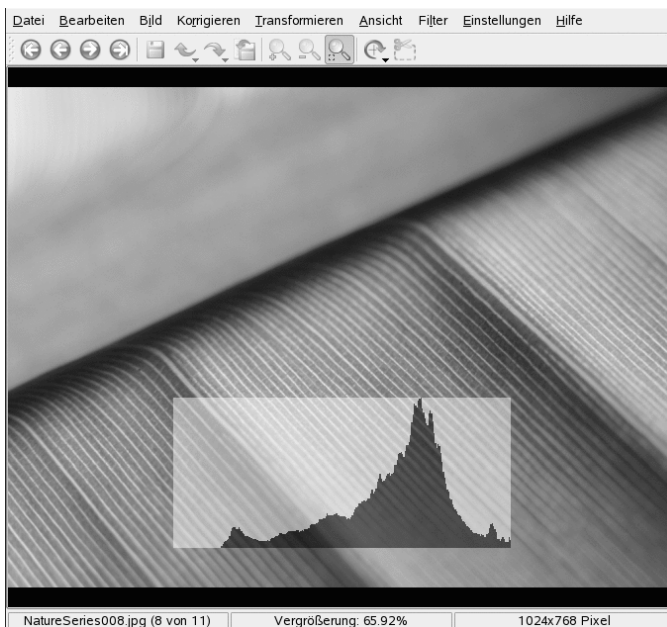 Datei Bearbeiten Bild Korrigieren Transformieren Ansicht Filter Einstellungen Hilfe
NatureSeries008.jpg (8 von 11) Vergrößerung: 65.92% 1024x768 Pixel